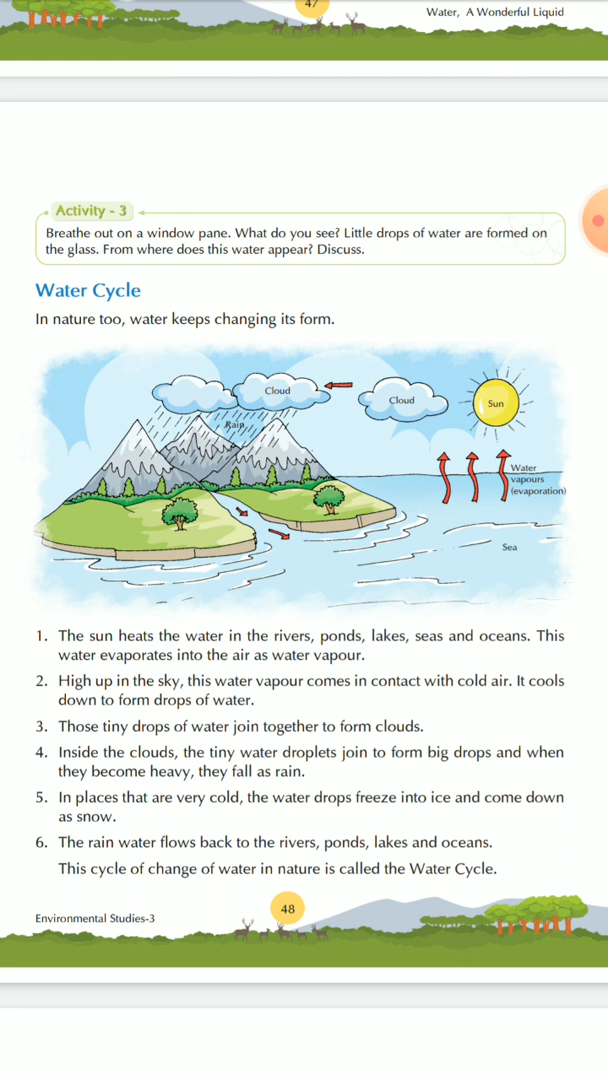 47
Water, A Wonderful Liquid
Activity - 3
Breathe out on a window pane. What do you see? Little drops of water are formed on
the glass. From where does this water appear? Discuss.
Water Cycle
In nature too, water keeps changing its form.
Cloud
Cloud
Sun
Rain
Water
vapours
(evaporation)
Sea
1. The sun heats the water in the rivers, ponds, lakes, seas and oceans. This
water evaporates into the air as water vapour.
2. High up in the sky, this water vapour comes in contact with cold air. It cools
down to form drops of water.
3. Those tiny drops of water join together to form clouds.
4. Inside the clouds, the tiny water droplets join to form big drops and when
they become heavy, they fall as rain.
5. In places that are very cold, the water drops freeze into ice and come down
as snow.
6. The rain water flows back to the rivers, ponds, lakes and oceans.
This cycle of change of water in nature is called the Water Cycle.
48
Environmental Studies-3